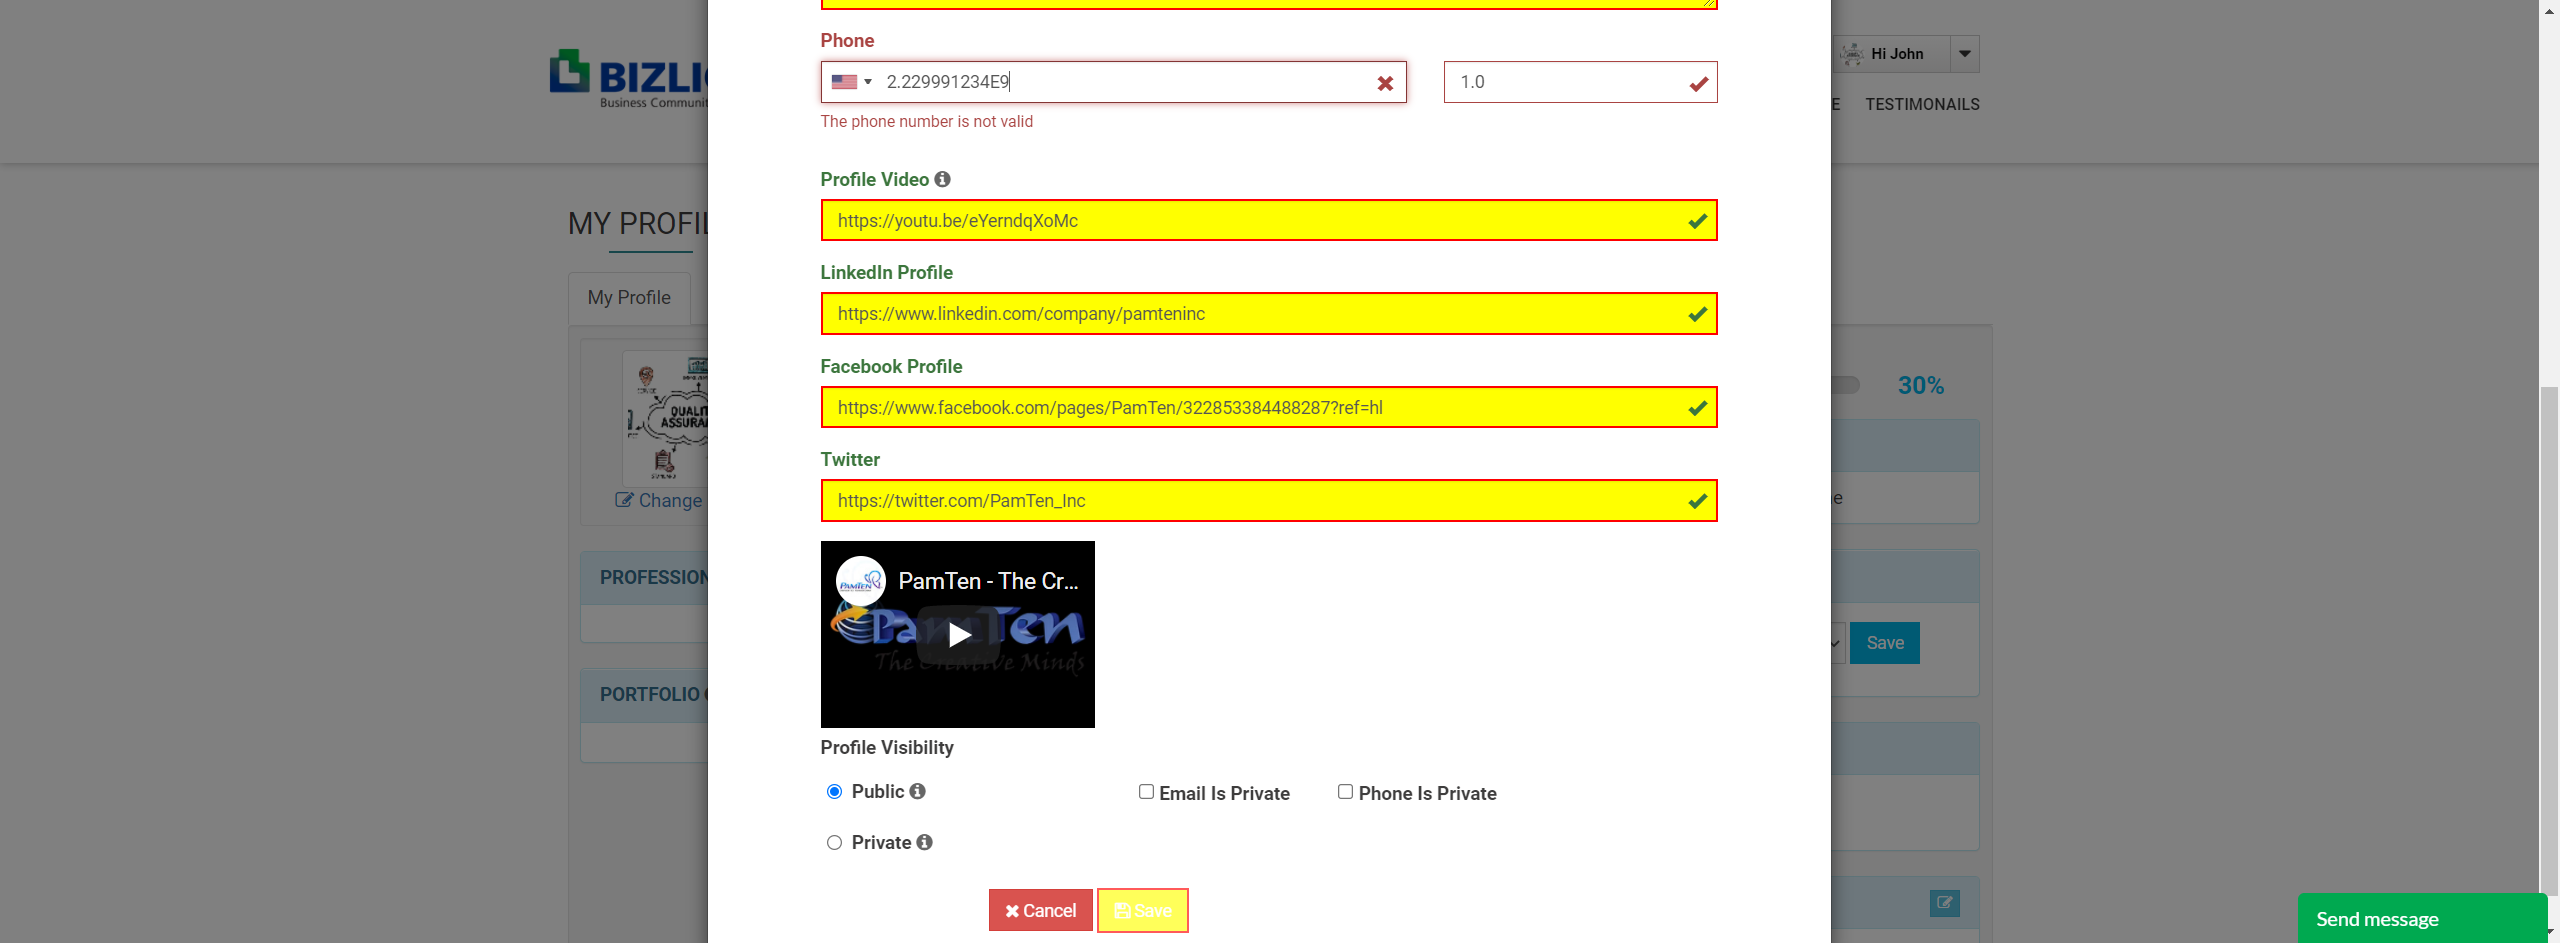 Phone
2.229991234E9
1.0
The phone number is not valid
BIZLI
Business Communit
Hi John
E TESTIMONAILS
Profile Video
https://youtu.be/eYerndqXoMc
MY PROFIL
LinkedIn Profile
https://www.linkedin.com/company/pamteninc
My Profile
Facebook Profile
https://www.facebook.com/pages/PamTen/322853384488287?ref=hl
30%
QUALIT
ASSURA
Twitter
https://twitter.com/PamTen_Inc
Change
e
PamTen - The Cr...
PamTen
The Creative Minds
PROFESSION
Save
PORTFOLIO
Profile Visibility
Public
Email Is Private
Phone Is Private
Private
Cancel
Save
Send message